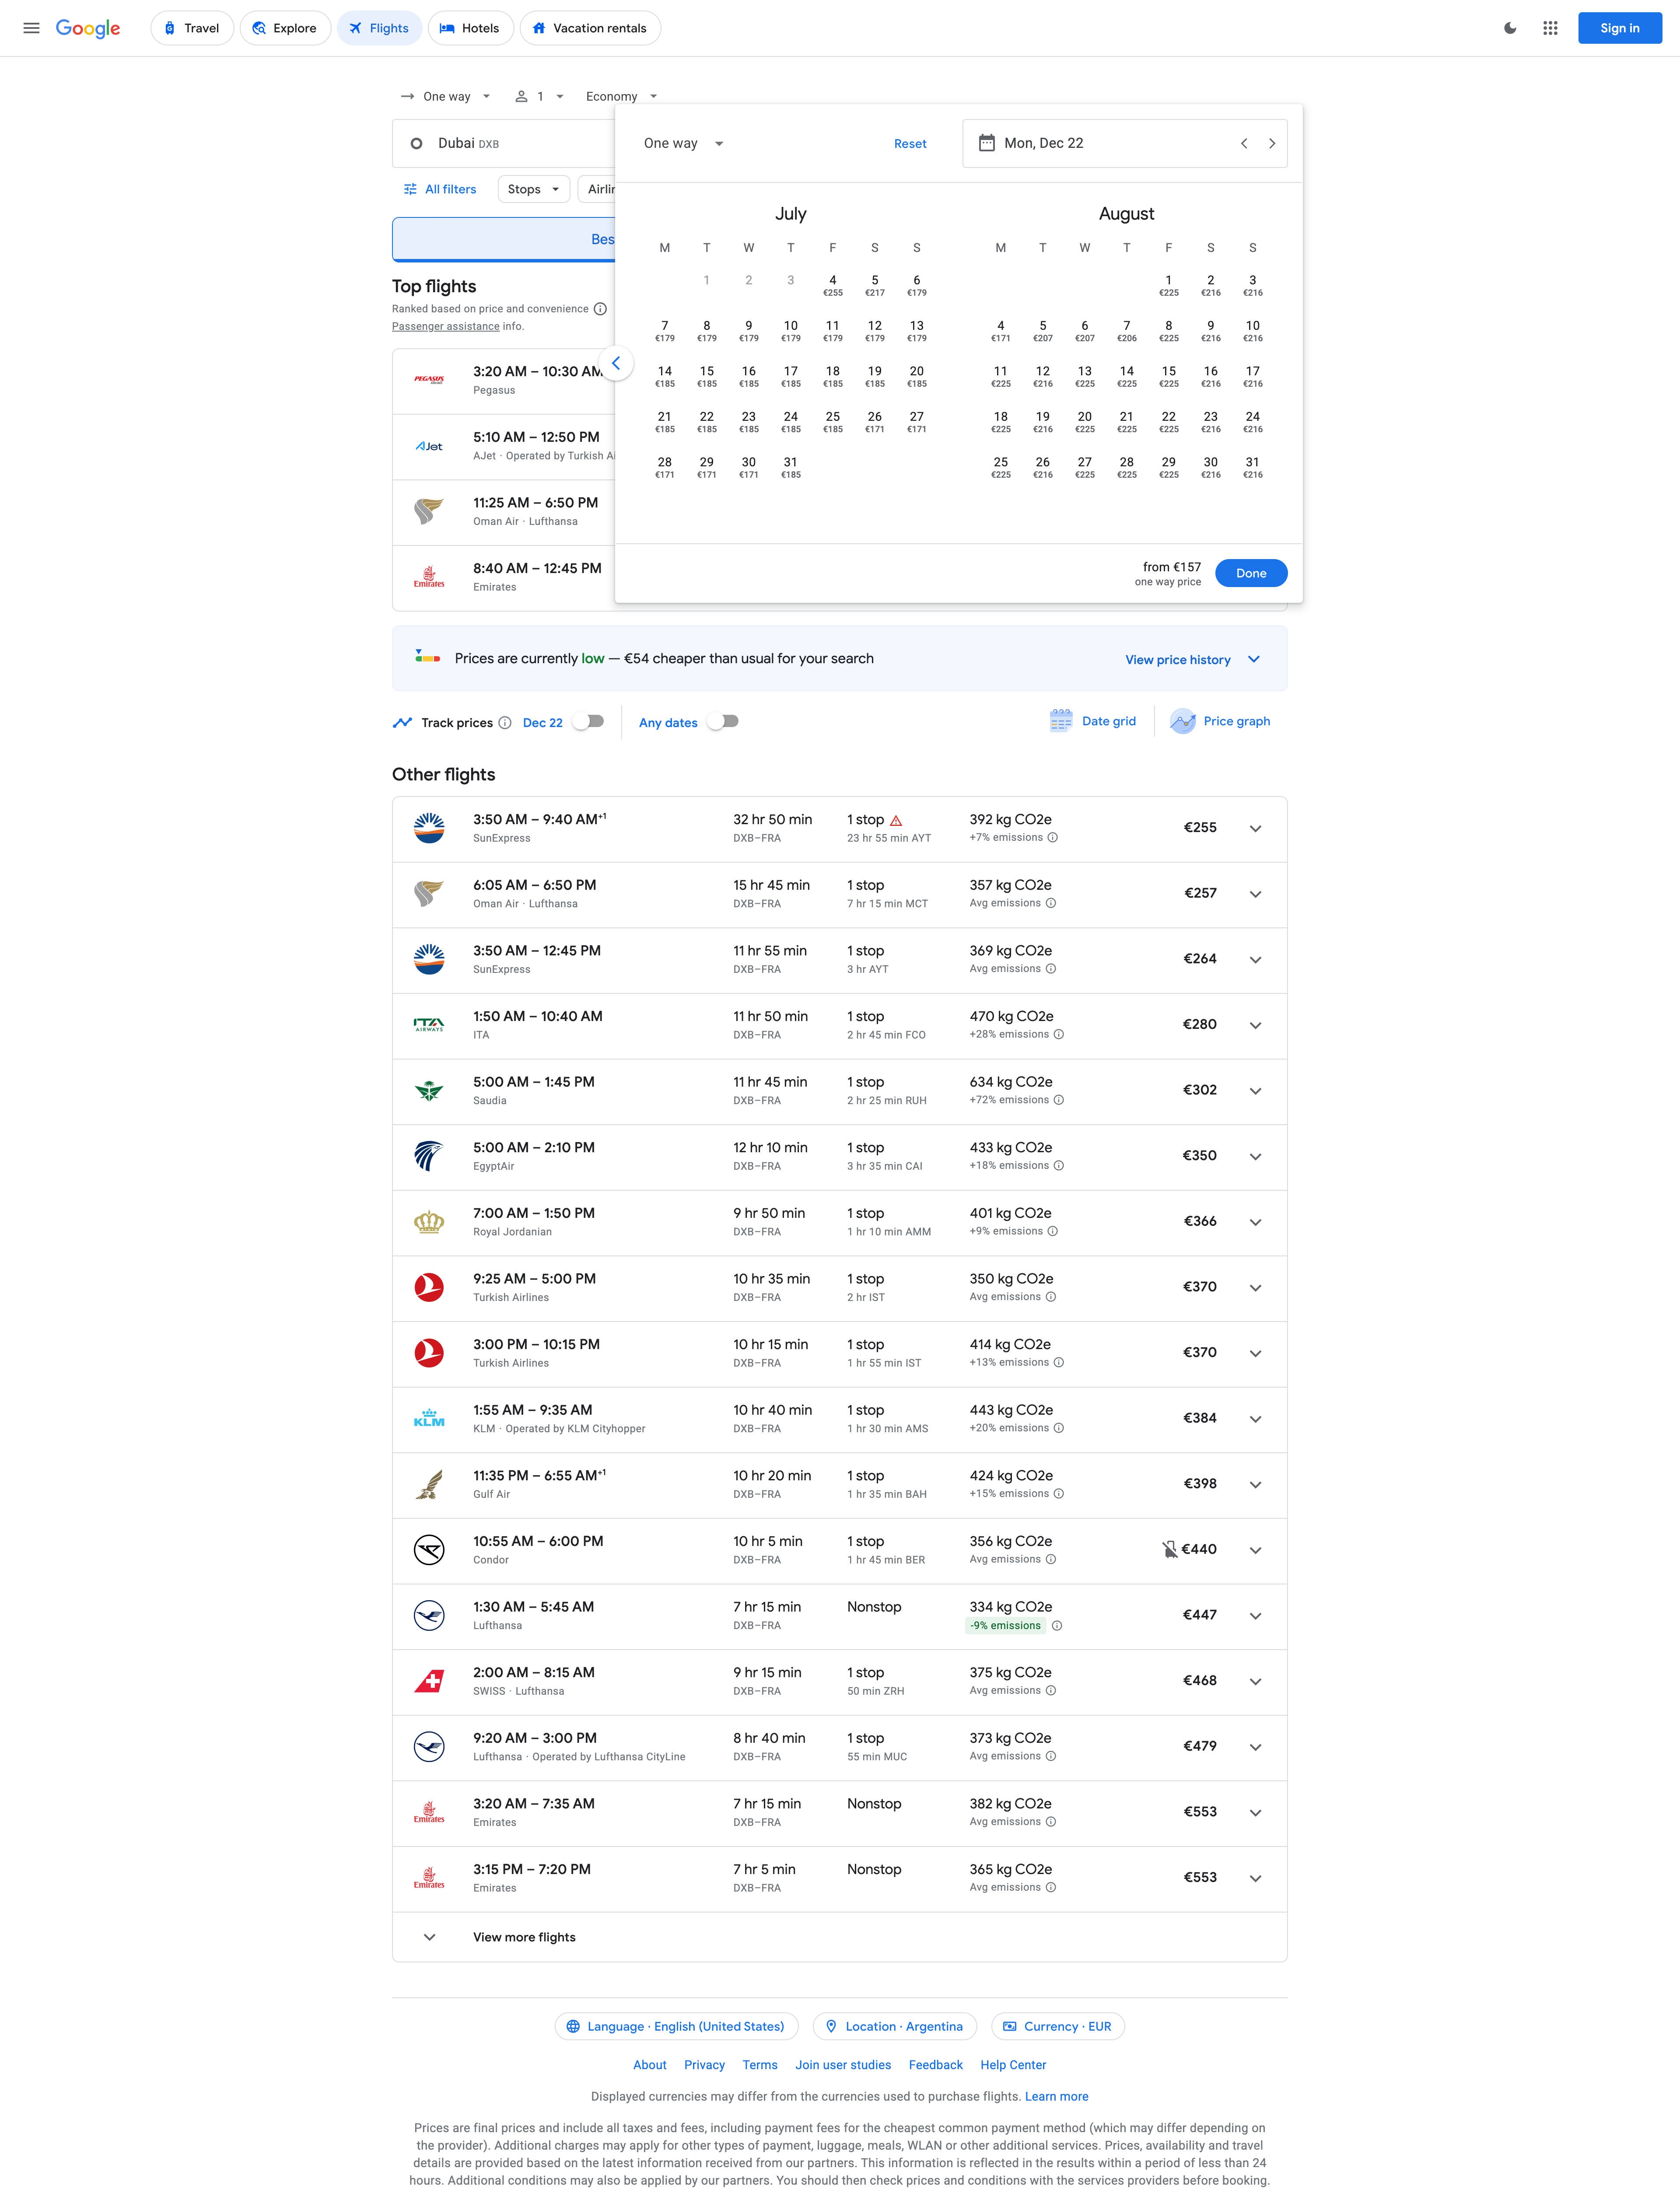 Google
Travel
Explore
Flights
Hotels
Vacation rentals
Sign in
One way
1
Economy
Dubai DXB
One way
Reset
Mon, Dec 22
All filters
Stops
Airlin
Bes
Top flights
Ranked based on price and convenience
Passenger assistance info.
July
M T W T F S S
1 2 3 4 5 6
€255 €217 €179
7 8 9 10 11 12 13
€179 €179 €179 €179 €179 €179 €179
14 15 16 17 18 19 20
€185 €185 €185 €185 €185 €185 €185
21 22 23 24 25 26 27
€185 €185 €185 €185 €185 €171 €171
28 29 30 31
€171 €171 €171 €185
August
M T W T F S S
1 2 3
€225 €216 €216
4 5 6 7 8 9 10
€171 €207 €207 €206 €225 €216 €216
11 12 13 14 15 16 17
€225 €216 €225 €225 €225 €216 €216
18 19 20 21 22 23 24
€225 €216 €225 €225 €225 €216 €216
25 26 27 28 29 30 31
€225 €216 €225 €225 €225 €216 €216
from €157
one way price
Done
PEGASUS
3:20 AM – 10:30 AM
Pegasus
AJet
5:10 AM – 12:50 PM
AJet · Operated by Turkish Ai
11:25 AM – 6:50 PM
Oman Air · Lufthansa
Emirates
8:40 AM – 12:45 PM
Emirates
Prices are currently low — €54 cheaper than usual for your search
View price history
Track prices
Dec 22
Any dates
Date grid
Price graph
Other flights
3:50 AM – 9:40 AM+1 32 hr 50 min 1 stop 392 kg CO2e €255
SunExpress DXB–FRA 23 hr 55 min AYT +7% emissions
6:05 AM – 6:50 PM 15 hr 45 min 1 stop 357 kg CO2e €257
Oman Air · Lufthansa DXB–FRA 7 hr 15 min MCT Avg emissions
3:50 AM – 12:45 PM 11 hr 55 min 1 stop 369 kg CO2e €264
SunExpress DXB–FRA 3 hr AYT Avg emissions
ITA AIRWAYS
1:50 AM – 10:40 AM 11 hr 50 min 1 stop 470 kg CO2e €280
ITA DXB–FRA 2 hr 45 min FCO +28% emissions
5:00 AM – 1:45 PM 11 hr 45 min 1 stop 634 kg CO2e €302
Saudia DXB–FRA 2 hr 25 min RUH +72% emissions
5:00 AM – 2:10 PM 12 hr 10 min 1 stop 433 kg CO2e €350
EgyptAir DXB–FRA 3 hr 35 min CAI +18% emissions
7:00 AM – 1:50 PM 9 hr 50 min 1 stop 401 kg CO2e €366
Royal Jordanian DXB–FRA 1 hr 10 min AMM +9% emissions
9:25 AM – 5:00 PM 10 hr 35 min 1 stop 350 kg CO2e €370
Turkish Airlines DXB–FRA 2 hr IST Avg emissions
3:00 PM – 10:15 PM 10 hr 15 min 1 stop 414 kg CO2e €370
Turkish Airlines DXB–FRA 1 hr 55 min IST +13% emissions
KLM
1:55 AM – 9:35 AM 10 hr 40 min 1 stop 443 kg CO2e €384
KLM · Operated by KLM Cityhopper DXB–FRA 1 hr 30 min AMS +20% emissions
11:35 PM – 6:55 AM+1 10 hr 20 min 1 stop 424 kg CO2e €398
Gulf Air DXB–FRA 1 hr 35 min BAH +15% emissions
10:55 AM – 6:00 PM 10 hr 5 min 1 stop 356 kg CO2e €440
Condor DXB–FRA 1 hr 45 min BER Avg emissions
1:30 AM – 5:45 AM 7 hr 15 min Nonstop 334 kg CO2e €447
Lufthansa DXB–FRA -9% emissions
2:00 AM – 8:15 AM 9 hr 15 min 1 stop 375 kg CO2e €468
SWISS · Lufthansa DXB–FRA 50 min ZRH Avg emissions
9:20 AM – 3:00 PM 8 hr 40 min 1 stop 373 kg CO2e €479
Lufthansa · Operated by Lufthansa CityLine DXB–FRA 55 min MUC Avg emissions
Emirates
3:20 AM – 7:35 AM 7 hr 15 min Nonstop 382 kg CO2e €553
Emirates DXB–FRA Avg emissions
Emirates
3:15 PM – 7:20 PM 7 hr 5 min Nonstop 365 kg CO2e €553
Emirates DXB–FRA Avg emissions
View more flights
Language · English (United States)
Location · Argentina
Currency · EUR
About Privacy Terms Join user studies Feedback Help Center
Displayed currencies may differ from the currencies used to purchase flights. Learn more
Prices are final prices and include all taxes and fees, including payment fees for the cheapest common payment method (which may differ depending on
the provider). Additional charges may apply for other types of payment, luggage, meals, WLAN or other additional services. Prices, availability and travel
details are provided based on the latest information received from our partners. This information is reflected in the results within a period of less than 24
hours. Additional conditions may also be applied by our partners. You should then check prices and conditions with the services providers before booking.